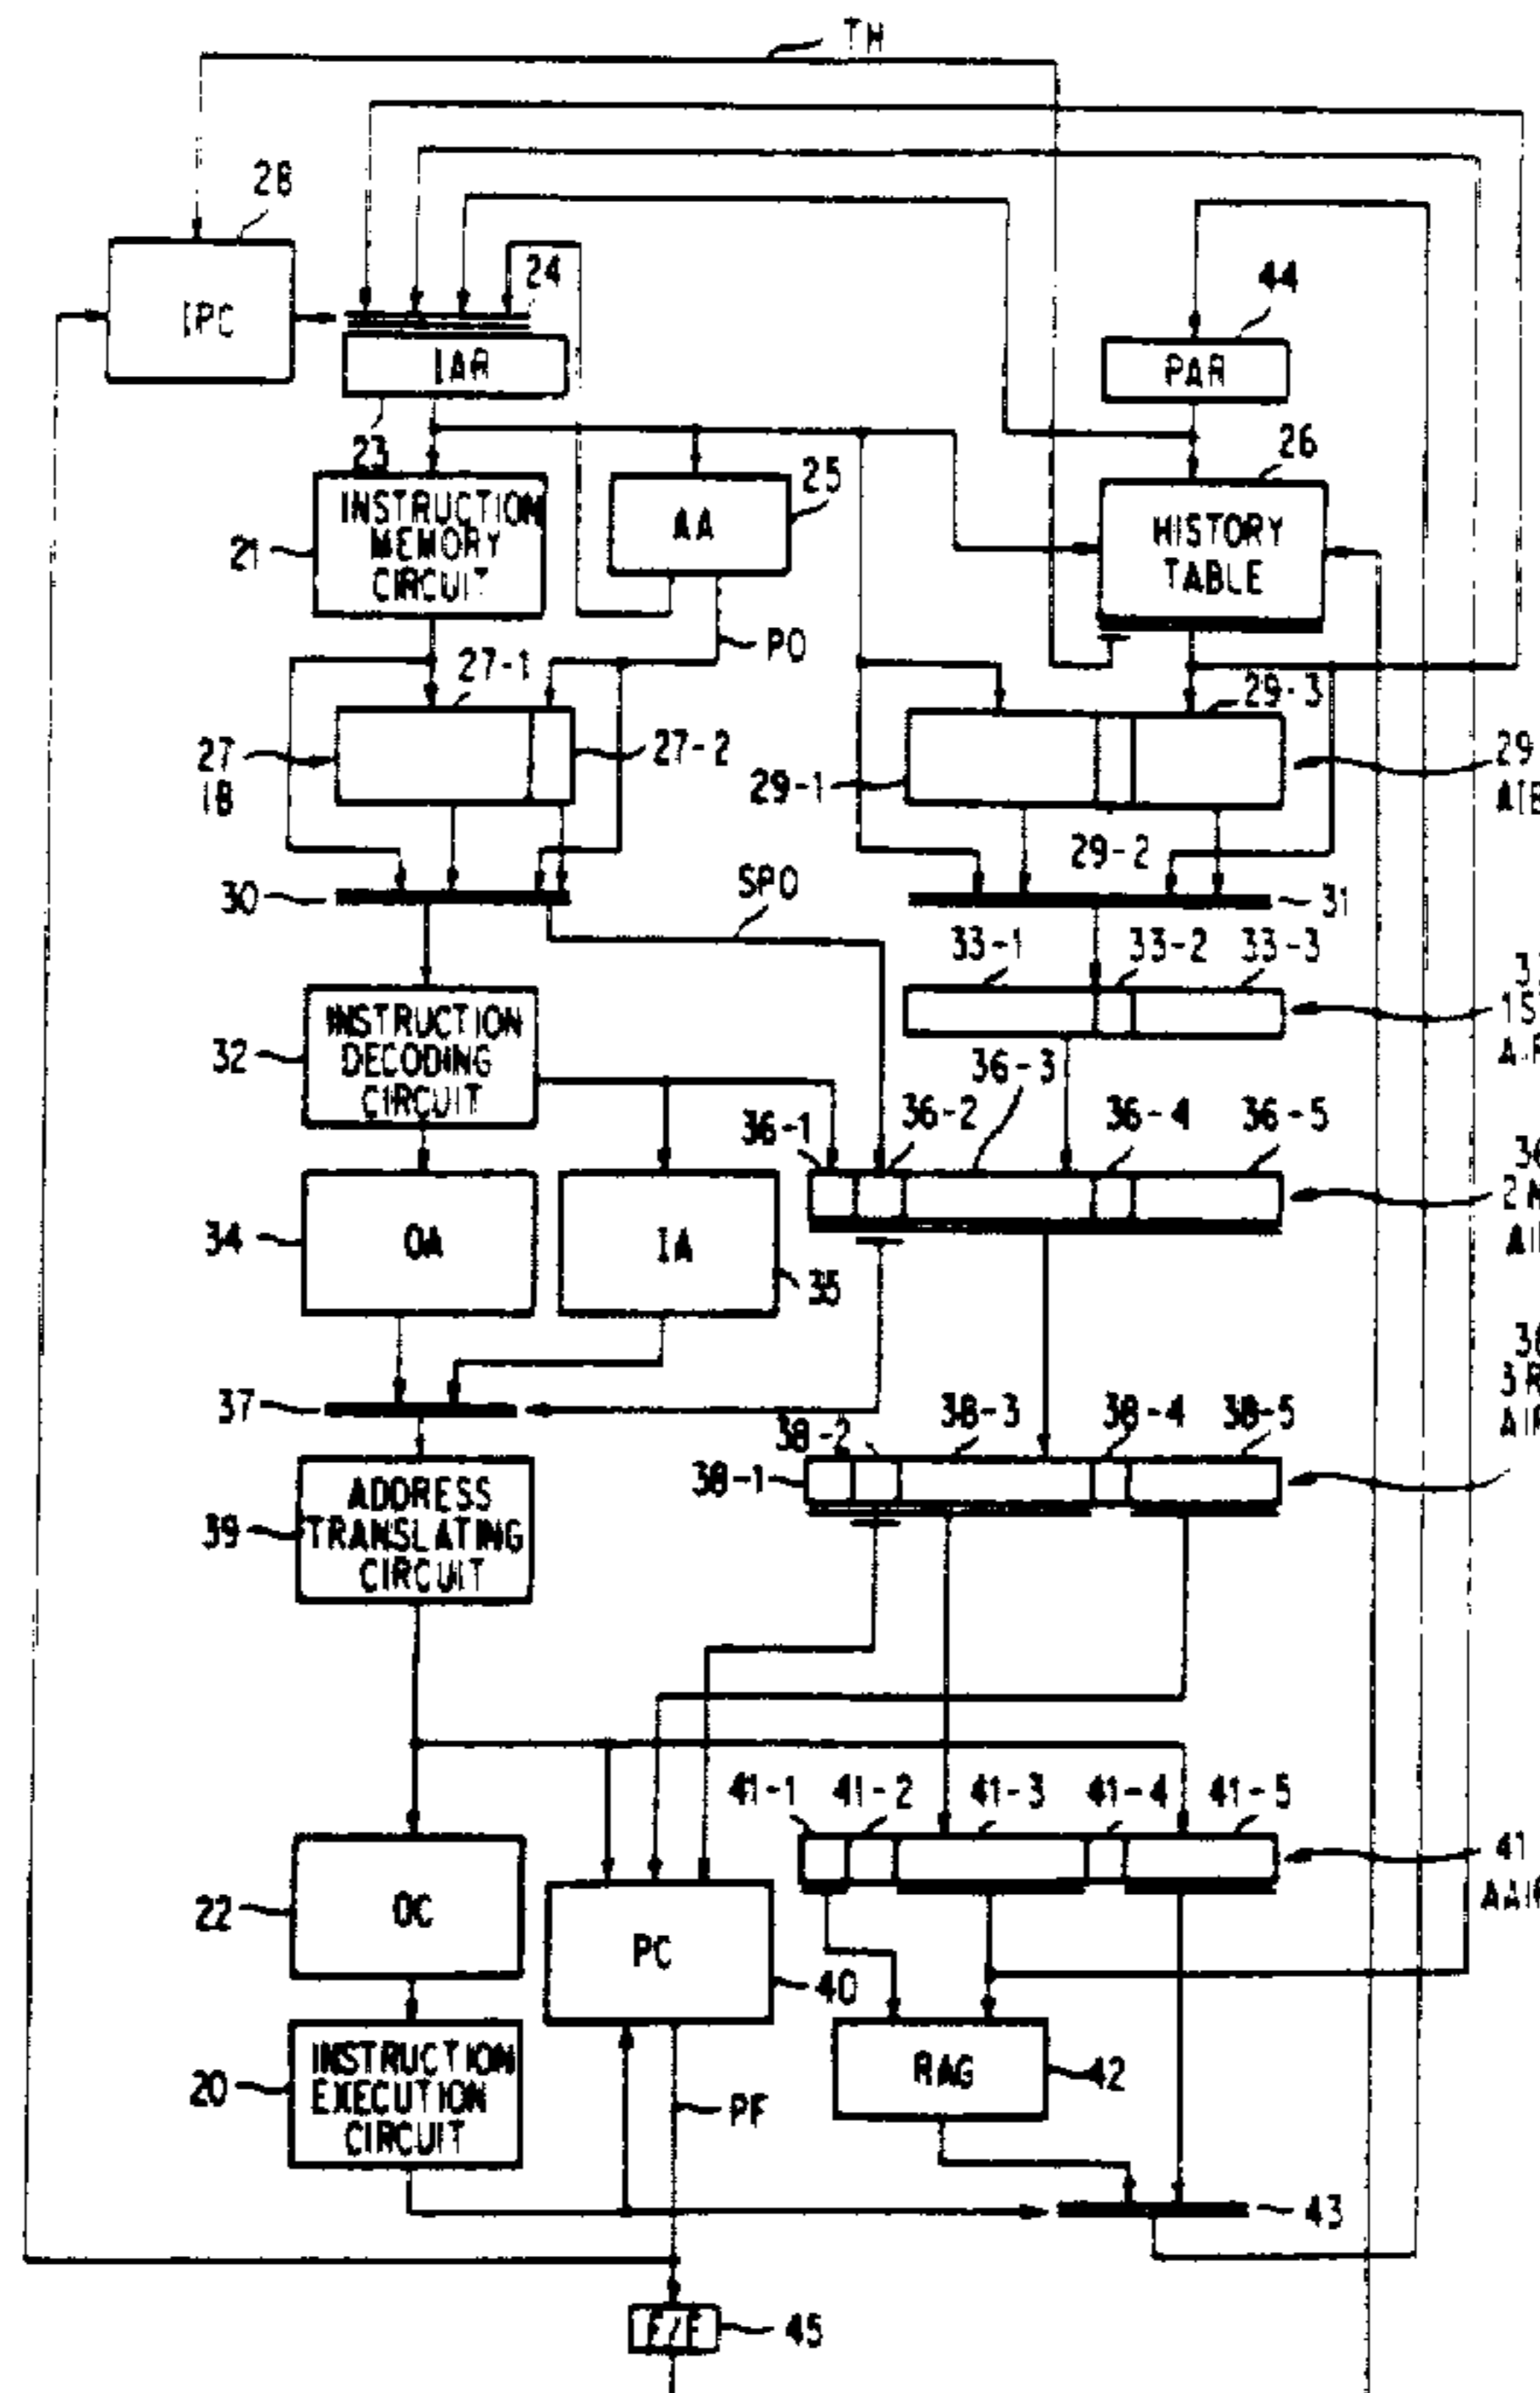 TH
28
IPC
24
IAR
23
44
PAR
26
HISTORY
TABLE
25
AA
21
INSTRUCTION
MEMORY
CIRCUIT
PO
27-1
27-2
27
IB
29-3
29-1
29-2
29
30
SPO
31
33-1
33-2
33-3
32
INSTRUCTION
DECODING
CIRCUIT
36-1
36-2
36-3
36-4
36-5
34
OA
IA
35
37
38-1
38-2
38-3
38-4
38-5
39
ADDRESS
TRANSLATING
CIRCUIT
41-1
41-2
41-3
41-4
41-5
41
22
OC
PC
40
RAG
42
20
INSTRUCTION
EXECUTION
CIRCUIT
PF
43
F/F
45